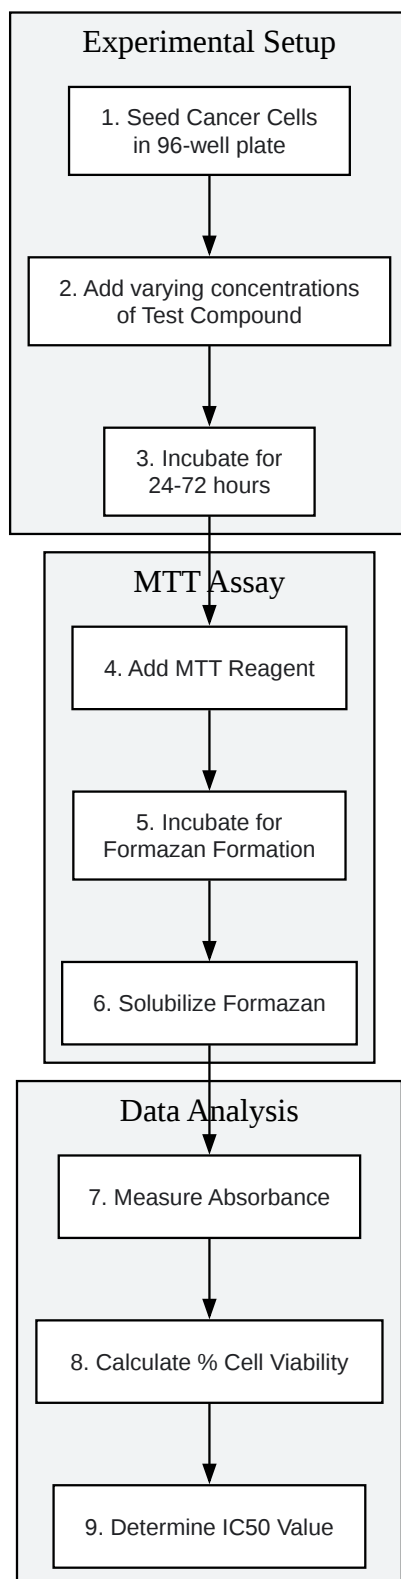 Experimental Setup
1. Seed Cancer Cells
in 96-well plate
2. Add varying concentrations
of Test Compound
3. Incubate for
24-72 hours
MTT Assay
4. Add MTT Reagent
5. Incubate for
Formazan Formation
6. Solubilize Formazan
Data Analysis
7. Measure Absorbance
8. Calculate % Cell Viability
9. Determine IC50 Value